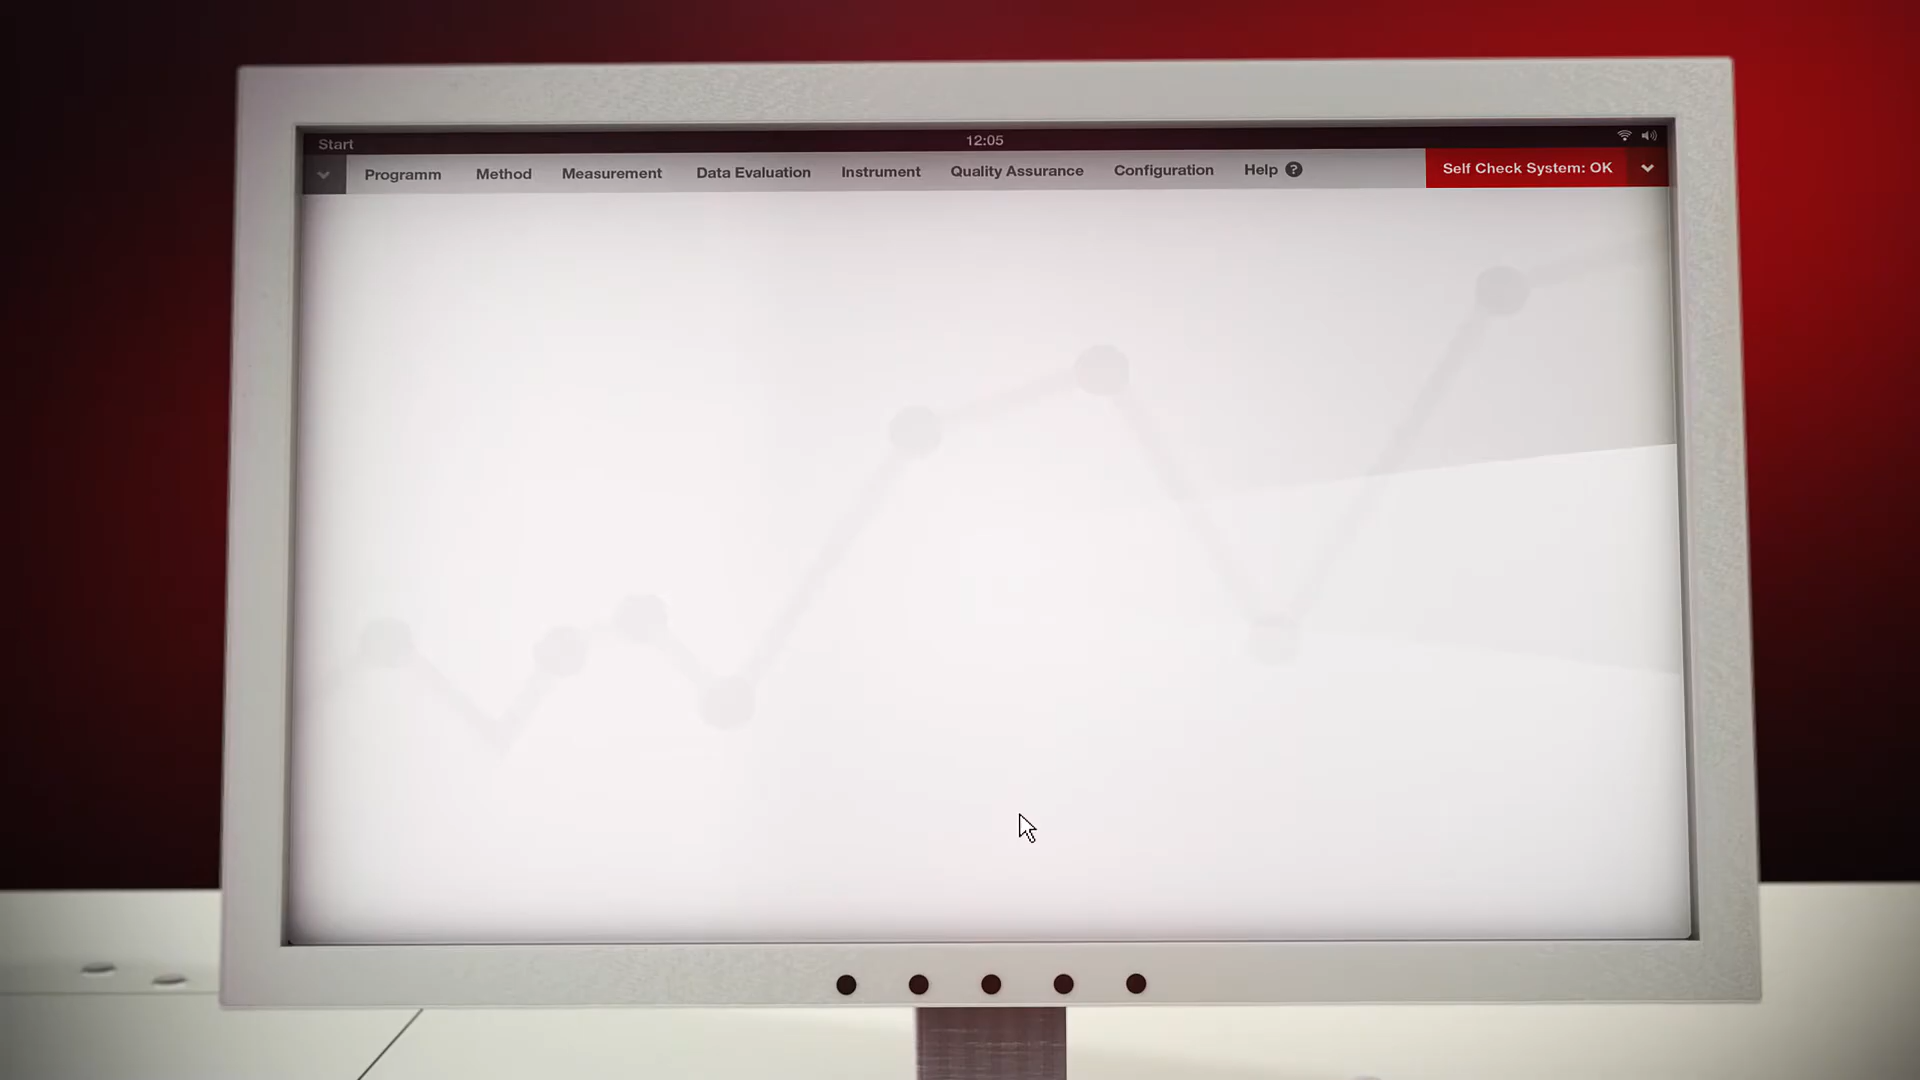 Start
12:05
Programm Method Measurement Data Evaluation Instrument Quality Assurance Configuration Help ?
Self Check System: OK